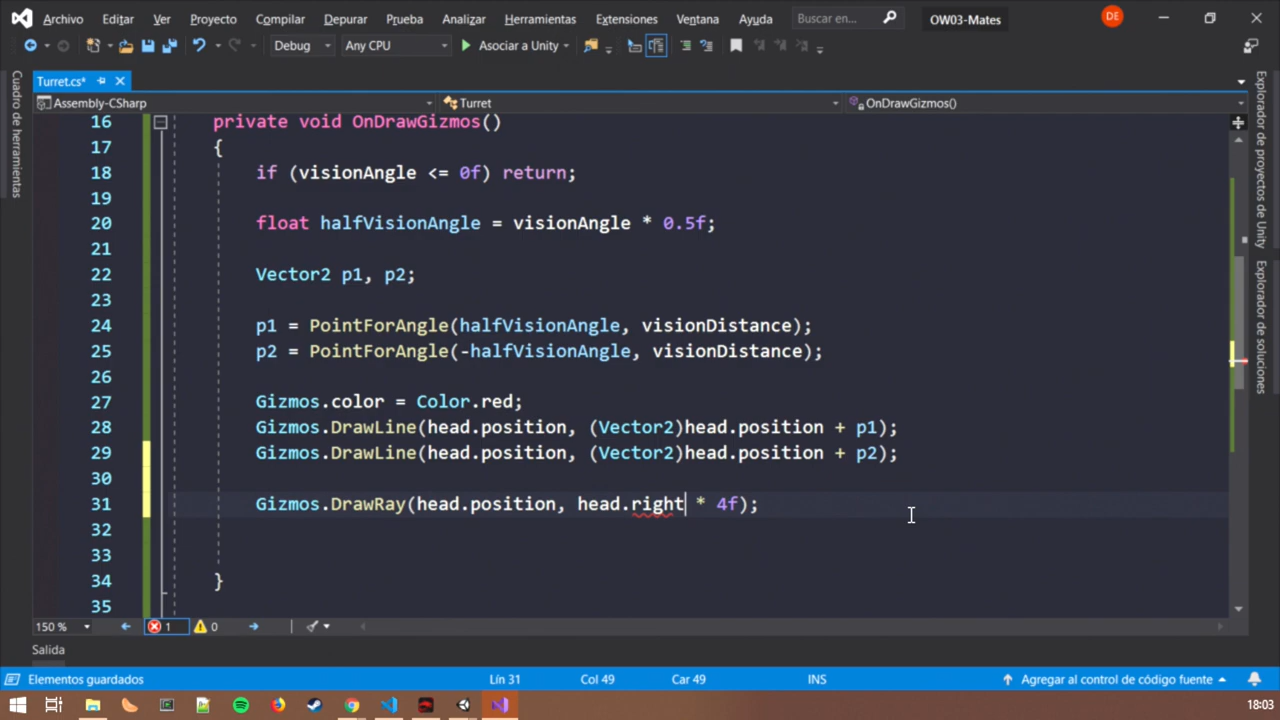 Archivo Editar Ver Proyecto Compilar Depurar Prueba Analizar Herramientas Extensiones Ventana Ayuda Buscar en... OW03-Mates DE
Debug Any CPU Asociar a Unity
Turret.cs*
Assembly-CSharp Turret OnDrawGizmos()
Cuadro de herramientas
Explorador de proyectos de Unity
Explorador de soluciones
16 private void OnDrawGizmos()
17 {
18 if (visionAngle <= 0f) return;
19
20 float halfVisionAngle = visionAngle * 0.5f;
21
22 Vector2 p1, p2;
23
24 p1 = PointForAngle(halfVisionAngle, visionDistance);
25 p2 = PointForAngle(-halfVisionAngle, visionDistance);
26
27 Gizmos.color = Color.red;
28 Gizmos.DrawLine(head.position, (Vector2)head.position + p1);
29 Gizmos.DrawLine(head.position, (Vector2)head.position + p2);
30
31 Gizmos.DrawRay(head.position, head.right * 4f);
32
33
34 }
35
150 % 1 0
Salida
Elementos guardados Lín 31 Col 49 Car 49 INS Agregar al control de código fuente
18:03